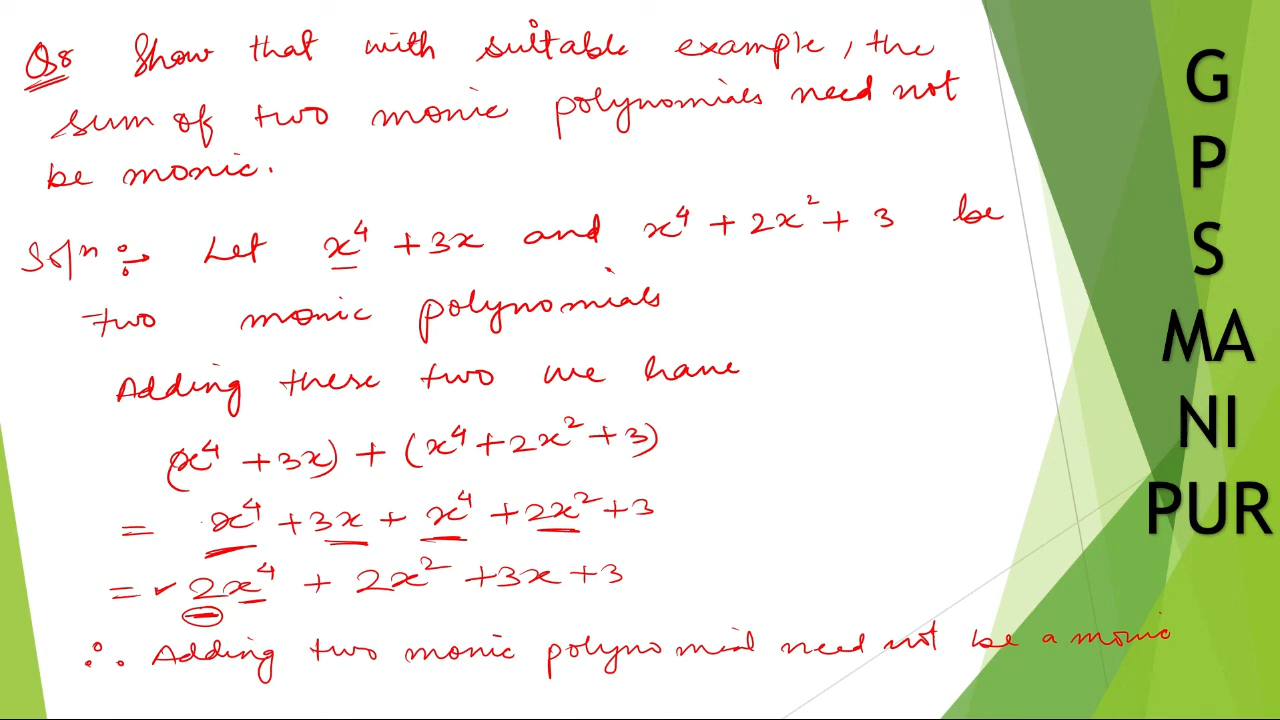 Q8 Show that with suitable example, the
sum of two monic polynomials need not
be monic.
Soln :→ Let x⁴ + 3x and x⁴ + 2x² + 3 be
two monic polynomials
Adding these two we have
(x⁴ + 3x) + (x⁴ + 2x² + 3)
= x⁴ + 3x + x⁴ + 2x² + 3
= ✓ 2x⁴ + 2x² + 3x + 3
∴ Adding two monic polynomial need not be a monic
G
P
S
MA
NI
PUR